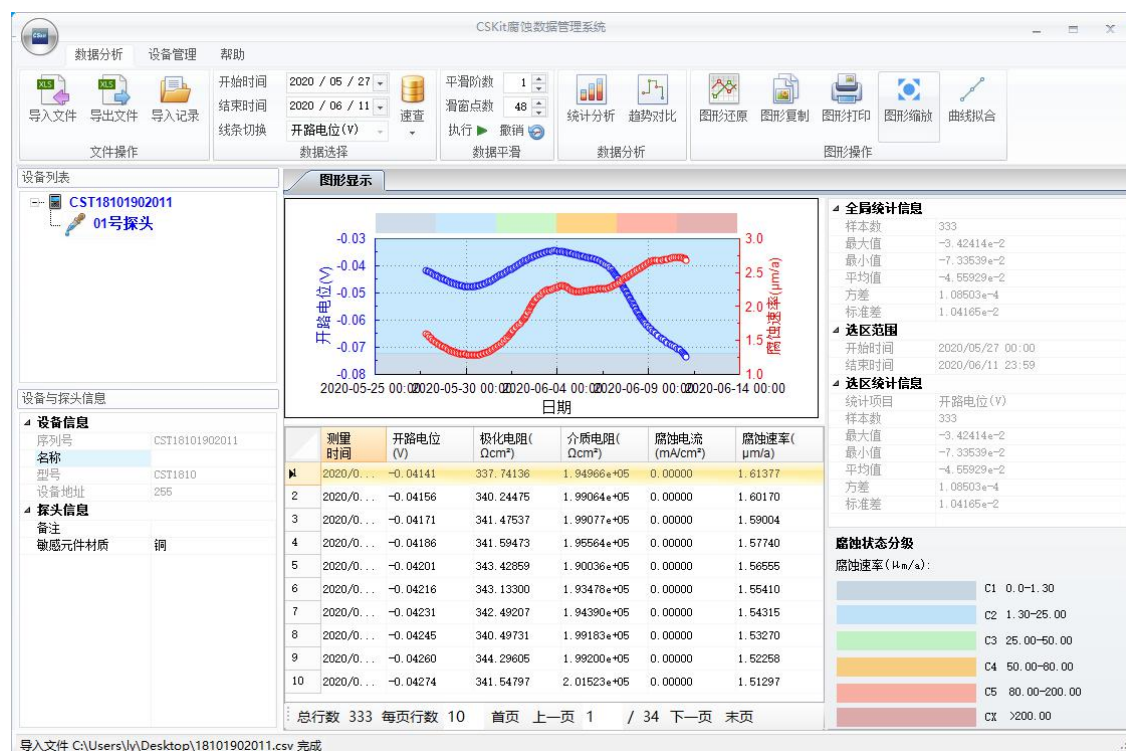 CSKit腐蚀数据管理系统
数据分析 设备管理 帮助
导入文件 导出文件 导入记录
文件操作
开始时间 2020 / 05 / 27
结束时间 2020 / 06 / 11
线条切换 开路电位(V)
速查
数据选择
平滑阶数 1
滑窗点数 48
执行 撤销
数据平滑
统计分析 趋势对比
数据分析
图形还原 图形复制 图形打印 图形缩放 曲线拟合
图形操作
设备列表
CST18101902011
01号探头
设备与探头信息
设备信息
序列号 CST18101902011
名称
型号 CST1810
设备地址 255
探头信息
备注
敏感元件材质 铜
图形显示
-0.03
-0.04
-0.05
-0.06
-0.07
-0.08
开路电位(V)
3.0
2.5
2.0
1.5
1.0
腐蚀速率(μm/a)
2020-05-25 00:00 2020-05-30 00:00 2020-06-04 00:00 2020-06-09 00:00 2020-06-14 00:00
日期
测量时间 开路电位(V) 极化电阻(Ωcm²) 介质电阻(Ωcm²) 腐蚀电流(mA/cm²) 腐蚀速率(μm/a)
2020/0... -0.04141 337.74136 1.94966e+05 0.00000 1.61377
2 2020/0... -0.04156 340.24475 1.99064e+05 0.00000 1.60170
3 2020/0... -0.04171 341.47537 1.99077e+05 0.00000 1.59004
4 2020/0... -0.04186 341.59473 1.95564e+05 0.00000 1.57740
5 2020/0... -0.04201 343.42859 1.90036e+05 0.00000 1.56555
6 2020/0... -0.04216 343.13300 1.93478e+05 0.00000 1.55410
7 2020/0... -0.04231 342.49207 1.94390e+05 0.00000 1.54315
8 2020/0... -0.04245 340.49731 1.99183e+05 0.00000 1.53270
9 2020/0... -0.04260 344.29605 1.99200e+05 0.00000 1.52258
10 2020/0... -0.04274 341.54797 2.01523e+05 0.00000 1.51297
总行数 333 每页行数 10 首页 上一页 1 / 34 下一页 末页
全局统计信息
样本数 333
最大值 -3.42414e-2
最小值 -7.33539e-2
平均值 -4.55929e-2
方差 1.08503e-4
标准差 1.04165e-2
选区范围
开始时间 2020/05/27 00:00
结束时间 2020/06/11 23:59
选区统计信息
统计项目 开路电位(V)
样本数 333
最大值 -3.42414e-2
最小值 -7.33539e-2
平均值 -4.55929e-2
方差 1.08503e-4
标准差 1.04165e-2
腐蚀状态分级
腐蚀速率(μm/a):
C1 0.0-1.30
C2 1.30-25.00
C3 25.00-50.00
C4 50.00-80.00
C5 80.00-200.00
CX >200.00
导入文件 C:\Users\ly\Desktop\18101902011.csv 完成